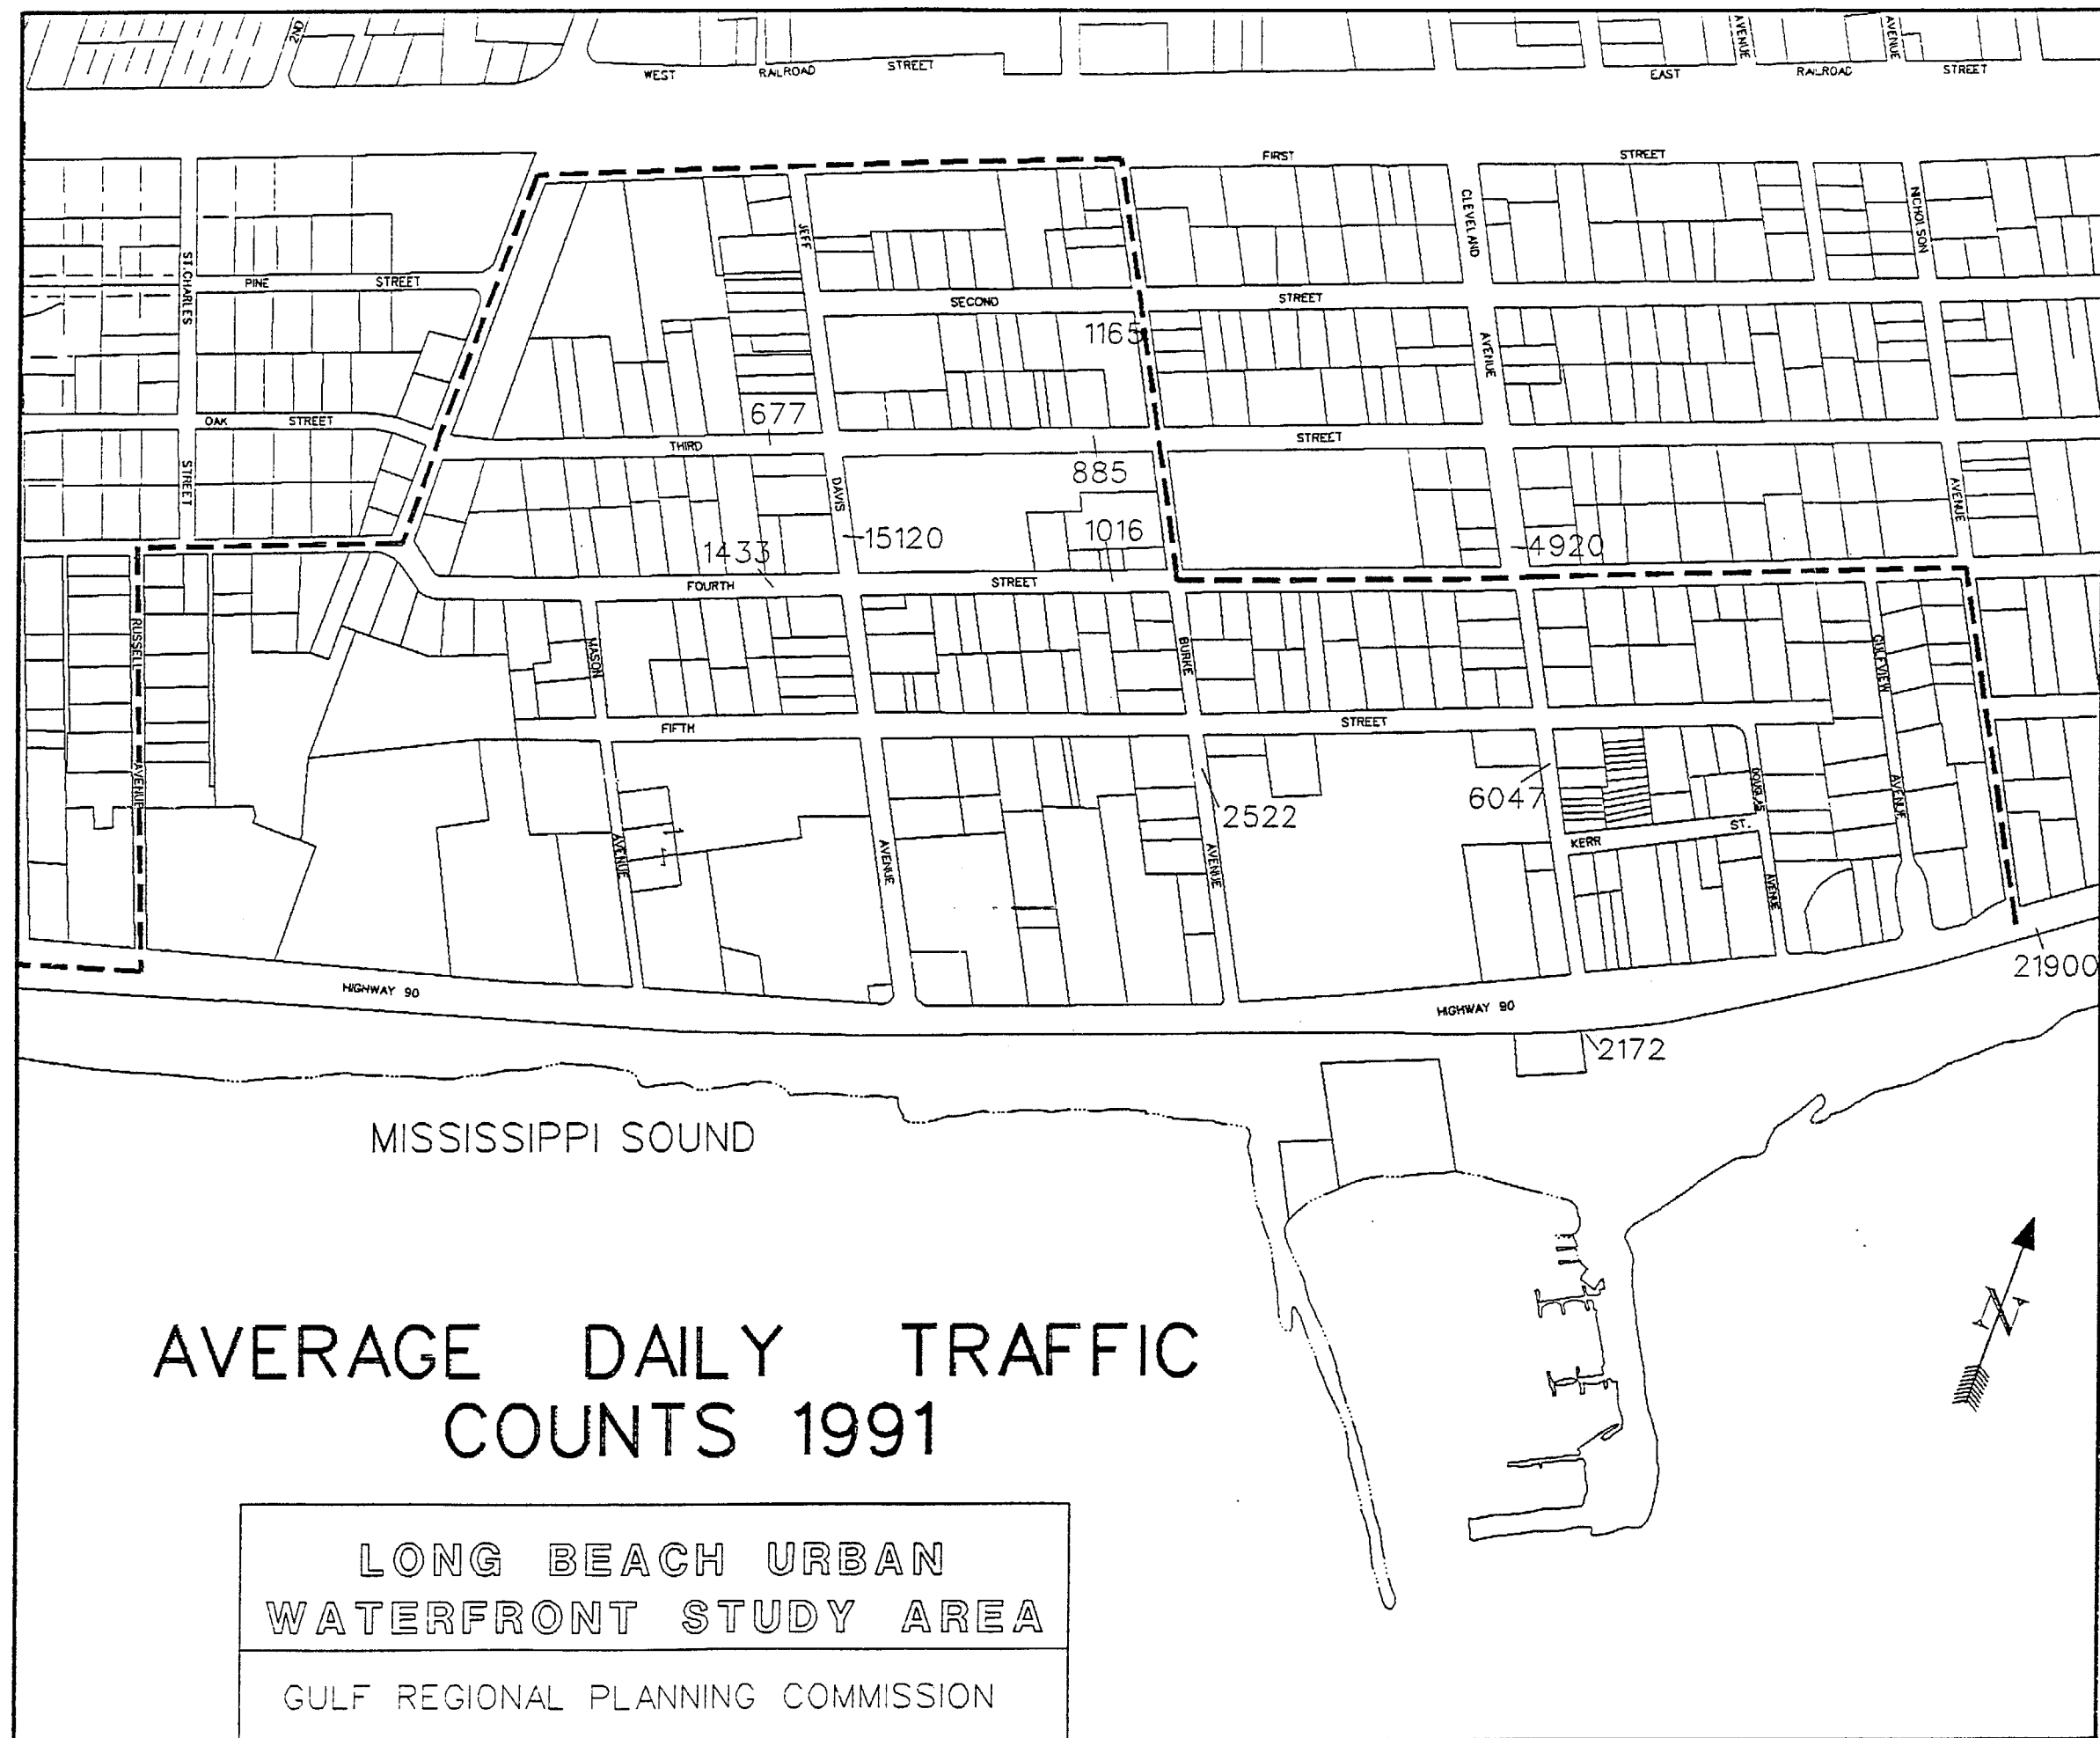 2ND
WEST RAILROAD STREET
EAST RAILROAD STREET
AVENUE
AVENUE
FIRST STREET
ST. CHARLES
STREET
JEFF
DAVIS
AVENUE
CLEVELAND
AVENUE
NICHOLSON
AVENUE
PINE STREET
SECOND STREET
1165
677
OAK STREET
THIRD STREET
885
15120
1433
1016
4920
FOURTH STREET
RUSSELL
AVENUE
MASON
AVENUE
BURKE
AVENUE
GULFVIEW
AVENUE
FIFTH STREET
2522
6047
DOUGLAS
AVENUE
KERR ST.
21900
HIGHWAY 90
HIGHWAY 90
2172
MISSISSIPPI SOUND
N
AVERAGE DAILY TRAFFIC
COUNTS 1991
LONG BEACH URBAN
WATERFRONT STUDY AREA
GULF REGIONAL PLANNING COMMISSION